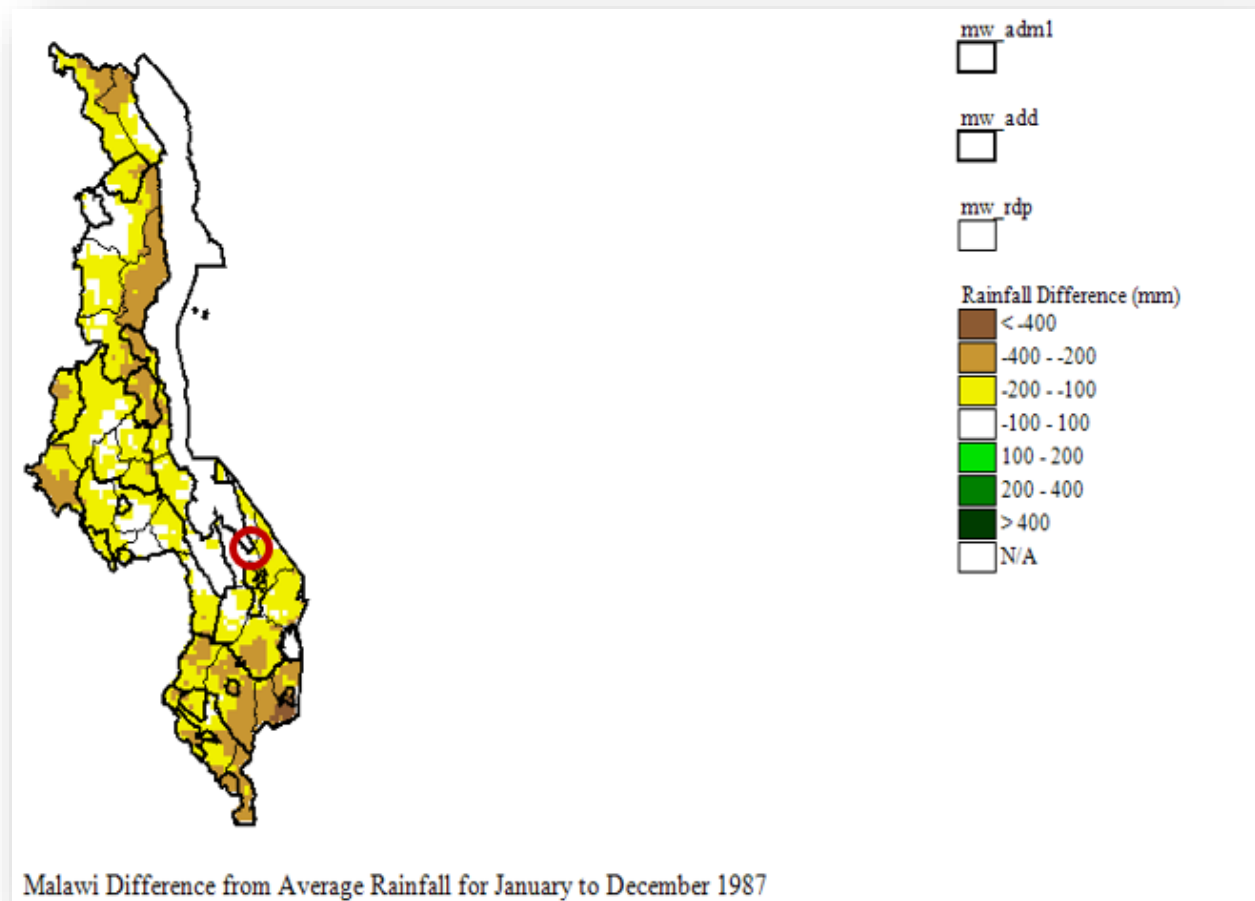 mw_adm1
mw_add
mw_rdp
Rainfall Difference (mm)
< -400
-400 - -200
-200 - -100
-100 - 100
100 - 200
200 - 400
> 400
N/A
Malawi Difference from Average Rainfall for January to December 1987